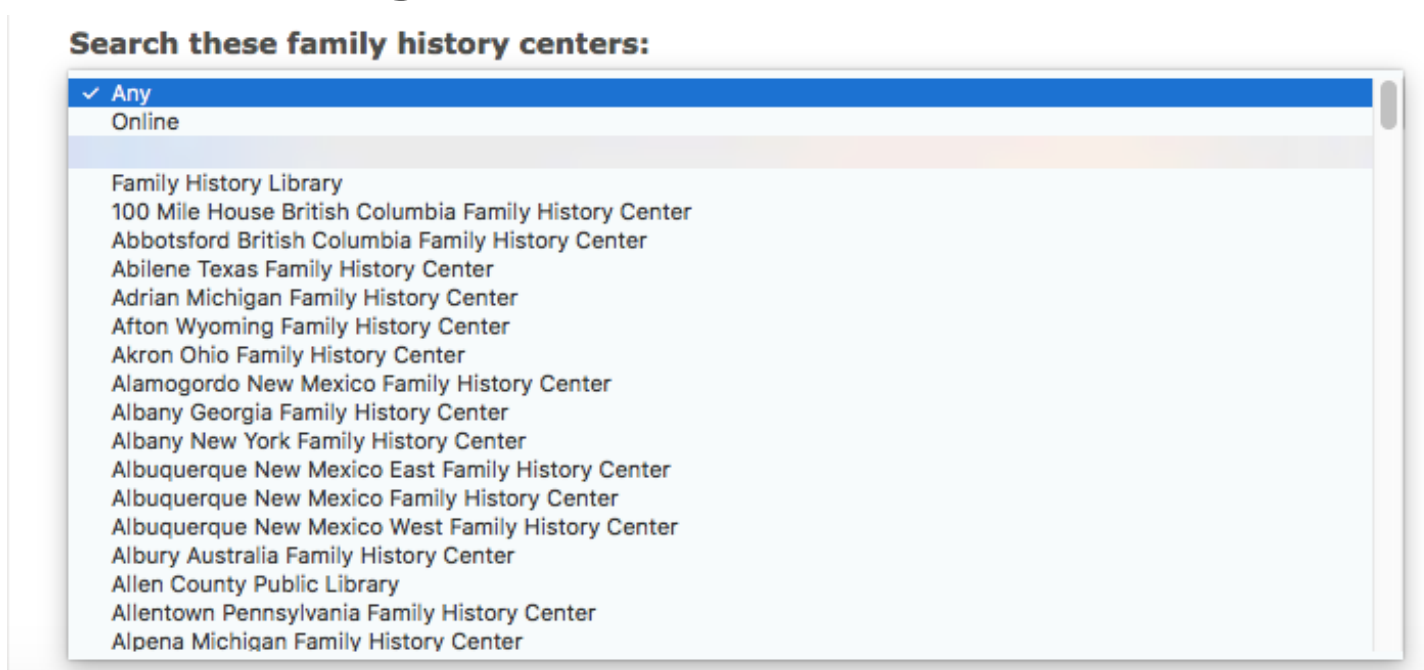 Search these family history centers:
✓ Any
Online
Family History Library
100 Mile House British Columbia Family History Center
Abbotsford British Columbia Family History Center
Abilene Texas Family History Center
Adrian Michigan Family History Center
Afton Wyoming Family History Center
Akron Ohio Family History Center
Alamogordo New Mexico Family History Center
Albany Georgia Family History Center
Albany New York Family History Center
Albuquerque New Mexico East Family History Center
Albuquerque New Mexico Family History Center
Albuquerque New Mexico West Family History Center
Albury Australia Family History Center
Allen County Public Library
Allentown Pennsylvania Family History Center
Alpena Michigan Family History Center